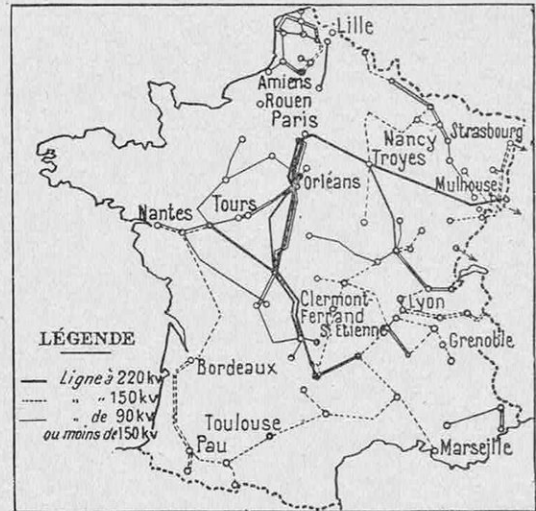 Lille
Amiens
Rouen
Paris
Nancy
Strasbourg
Troyes
Orléans
Mulhouse
Tours
Nantes
Clermont-
Ferrand
Lyon
St Etienne
Grenoble
LÉGENDE
Ligne à 220 kv
" " 150 kv
" de 90 kv
ou moins de 150 kv
Bordeaux
Toulouse
Pau
Marseille